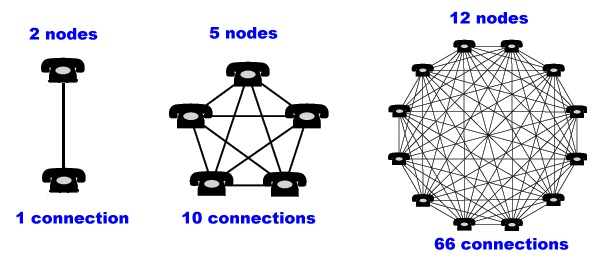 2 nodes
5 nodes
12 nodes
1 connection
10 connections
66 connections